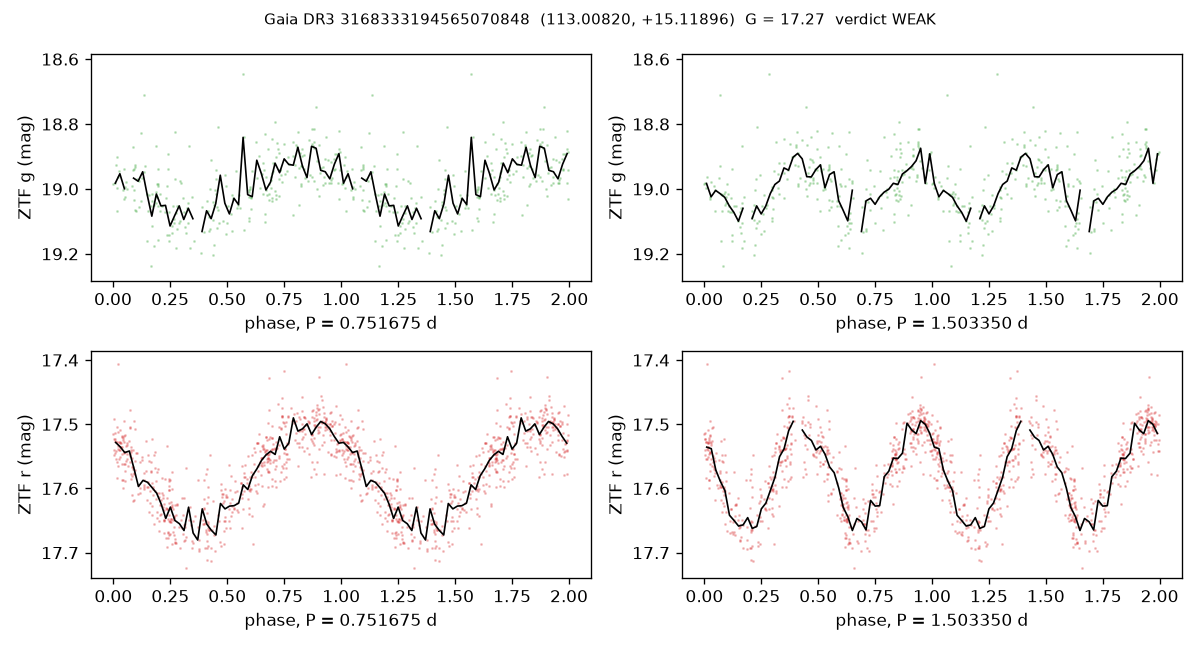 Gaia DR3 3168333194565070848  (113.00820, +15.11896)  G = 17.27  verdict WEAK
ZTF g (mag)
18.6
18.8
19.0
19.2
0.00 0.25 0.50 0.75 1.00 1.25 1.50 1.75 2.00
phase, P = 0.751675 d
ZTF g (mag)
18.6
18.8
19.0
19.2
0.00 0.25 0.50 0.75 1.00 1.25 1.50 1.75 2.00
phase, P = 1.503350 d
ZTF r (mag)
17.4
17.5
17.6
17.7
0.00 0.25 0.50 0.75 1.00 1.25 1.50 1.75 2.00
phase, P = 0.751675 d
ZTF r (mag)
17.4
17.5
17.6
17.7
0.00 0.25 0.50 0.75 1.00 1.25 1.50 1.75 2.00
phase, P = 1.503350 d